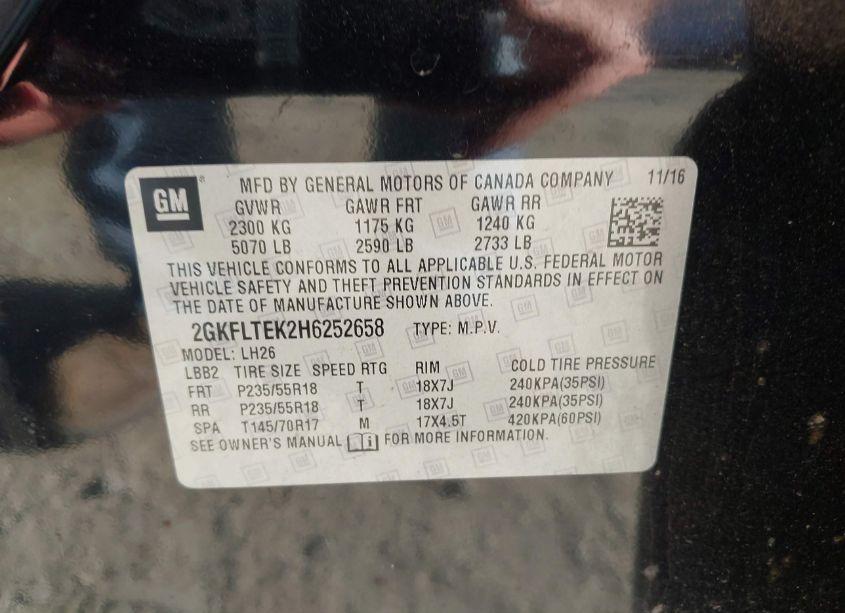 GM MFD BY GENERAL MOTORS OF CANADA COMPANY 11/16
GVWR GAWR FRT GAWR RR
2300 KG 1175 KG 1240 KG
5070 LB 2590 LB 2733 LB
THIS VEHICLE CONFORMS TO ALL APPLICABLE U.S. FEDERAL MOTOR
VEHICLE SAFETY AND THEFT PREVENTION STANDARDS IN EFFECT ON
THE DATE OF MANUFACTURE SHOWN ABOVE.
2GKFLTEK2H6252658 TYPE: M.P.V.
MODEL: LH26
LBB2 TIRE SIZE SPEED RTG RIM COLD TIRE PRESSURE
FRT P235/55R18 T 18X7J 240KPA(35PSI)
RR P235/55R18 T 18X7J 240KPA(35PSI)
SPA T145/70R17 M 17X4.5T 420KPA(60PSI)
SEE OWNER'S MANUAL FOR MORE INFORMATION.